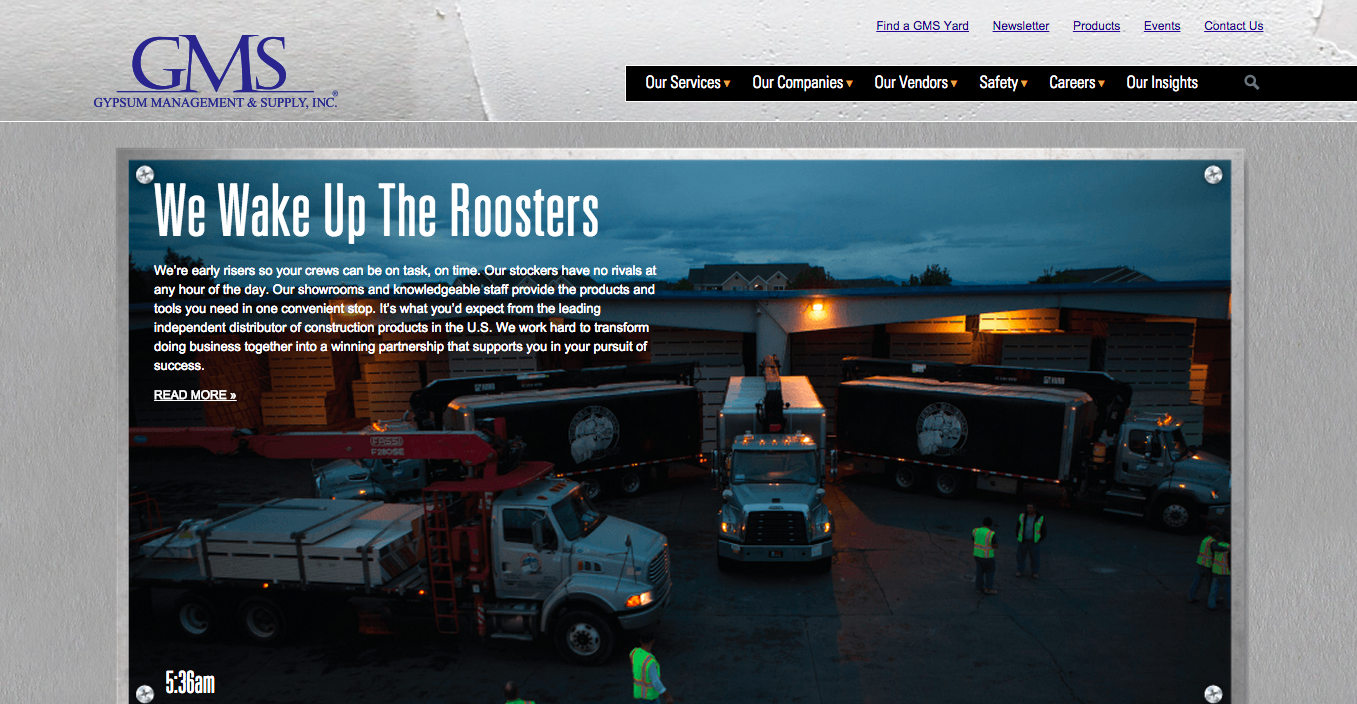 Find a GMS Yard Newsletter Products Events Contact Us
GMS
GYPSUM MANAGEMENT & SUPPLY, INC.®
Our Services▾ Our Companies▾ Our Vendors▾ Safety▾ Careers▾ Our Insights
We Wake Up The Roosters
We're early risers so your crews can be on task, on time. Our stockers have no rivals at
any hour of the day. Our showrooms and knowledgeable staff provide the products and
tools you need in one convenient stop. It's what you'd expect from the leading
independent distributor of construction products in the U.S. We work hard to transform
doing business together into a winning partnership that supports you in your pursuit of
success.
READ MORE »
FASSI
F280SE
5:36am